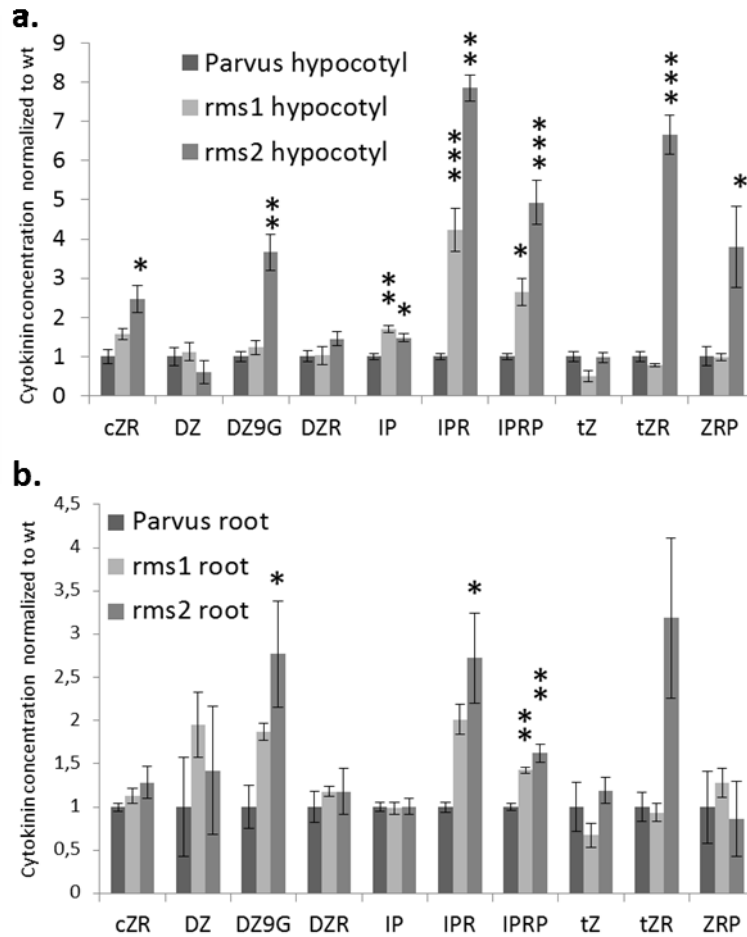 a.
Cytokinin concentration normalized to wt
9
8
7
6
5
4
3
2
1
0
Parvus hypocotyl
rms1 hypocotyl
rms2 hypocotyl
*
**
**
*
***
**
*
***
***
*
cZR DZ DZ9G DZR IP IPR IPRP tZ tZR ZRP
b.
Cytokinin concentration normalized to wt
4,5
4
3,5
3
2,5
2
1,5
1
0,5
0
Parvus root
rms1 root
rms2 root
*
*
**
**
cZR DZ DZ9G DZR IP IPR IPRP tZ tZR ZRP